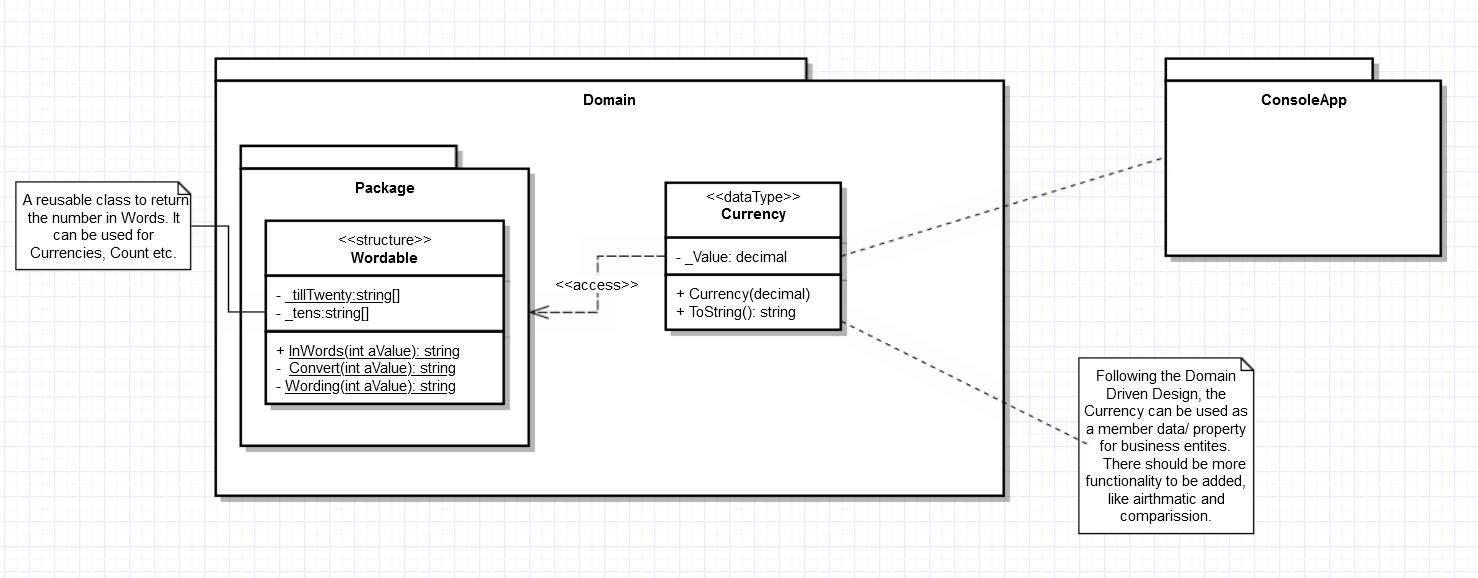 Domain
ConsoleApp
Package
A reusable class to return
the number in Words. It
can be used for
Currencies, Count etc.
<<structure>>
Wordable
- _tillTwenty:string[]
- _tens:string[]
+ InWords(int aValue): string
- Convert(int aValue): string
- Wording(int aValue): string
<<access>>
<<dataType>>
Currency
- _Value: decimal
+ Currency(decimal)
+ ToString(): string
Following the Domain
Driven Design, the
Currency can be used as
a member data/ property
for business entites.
There should be more
functionality to be added,
like airthmatic and
comparission.